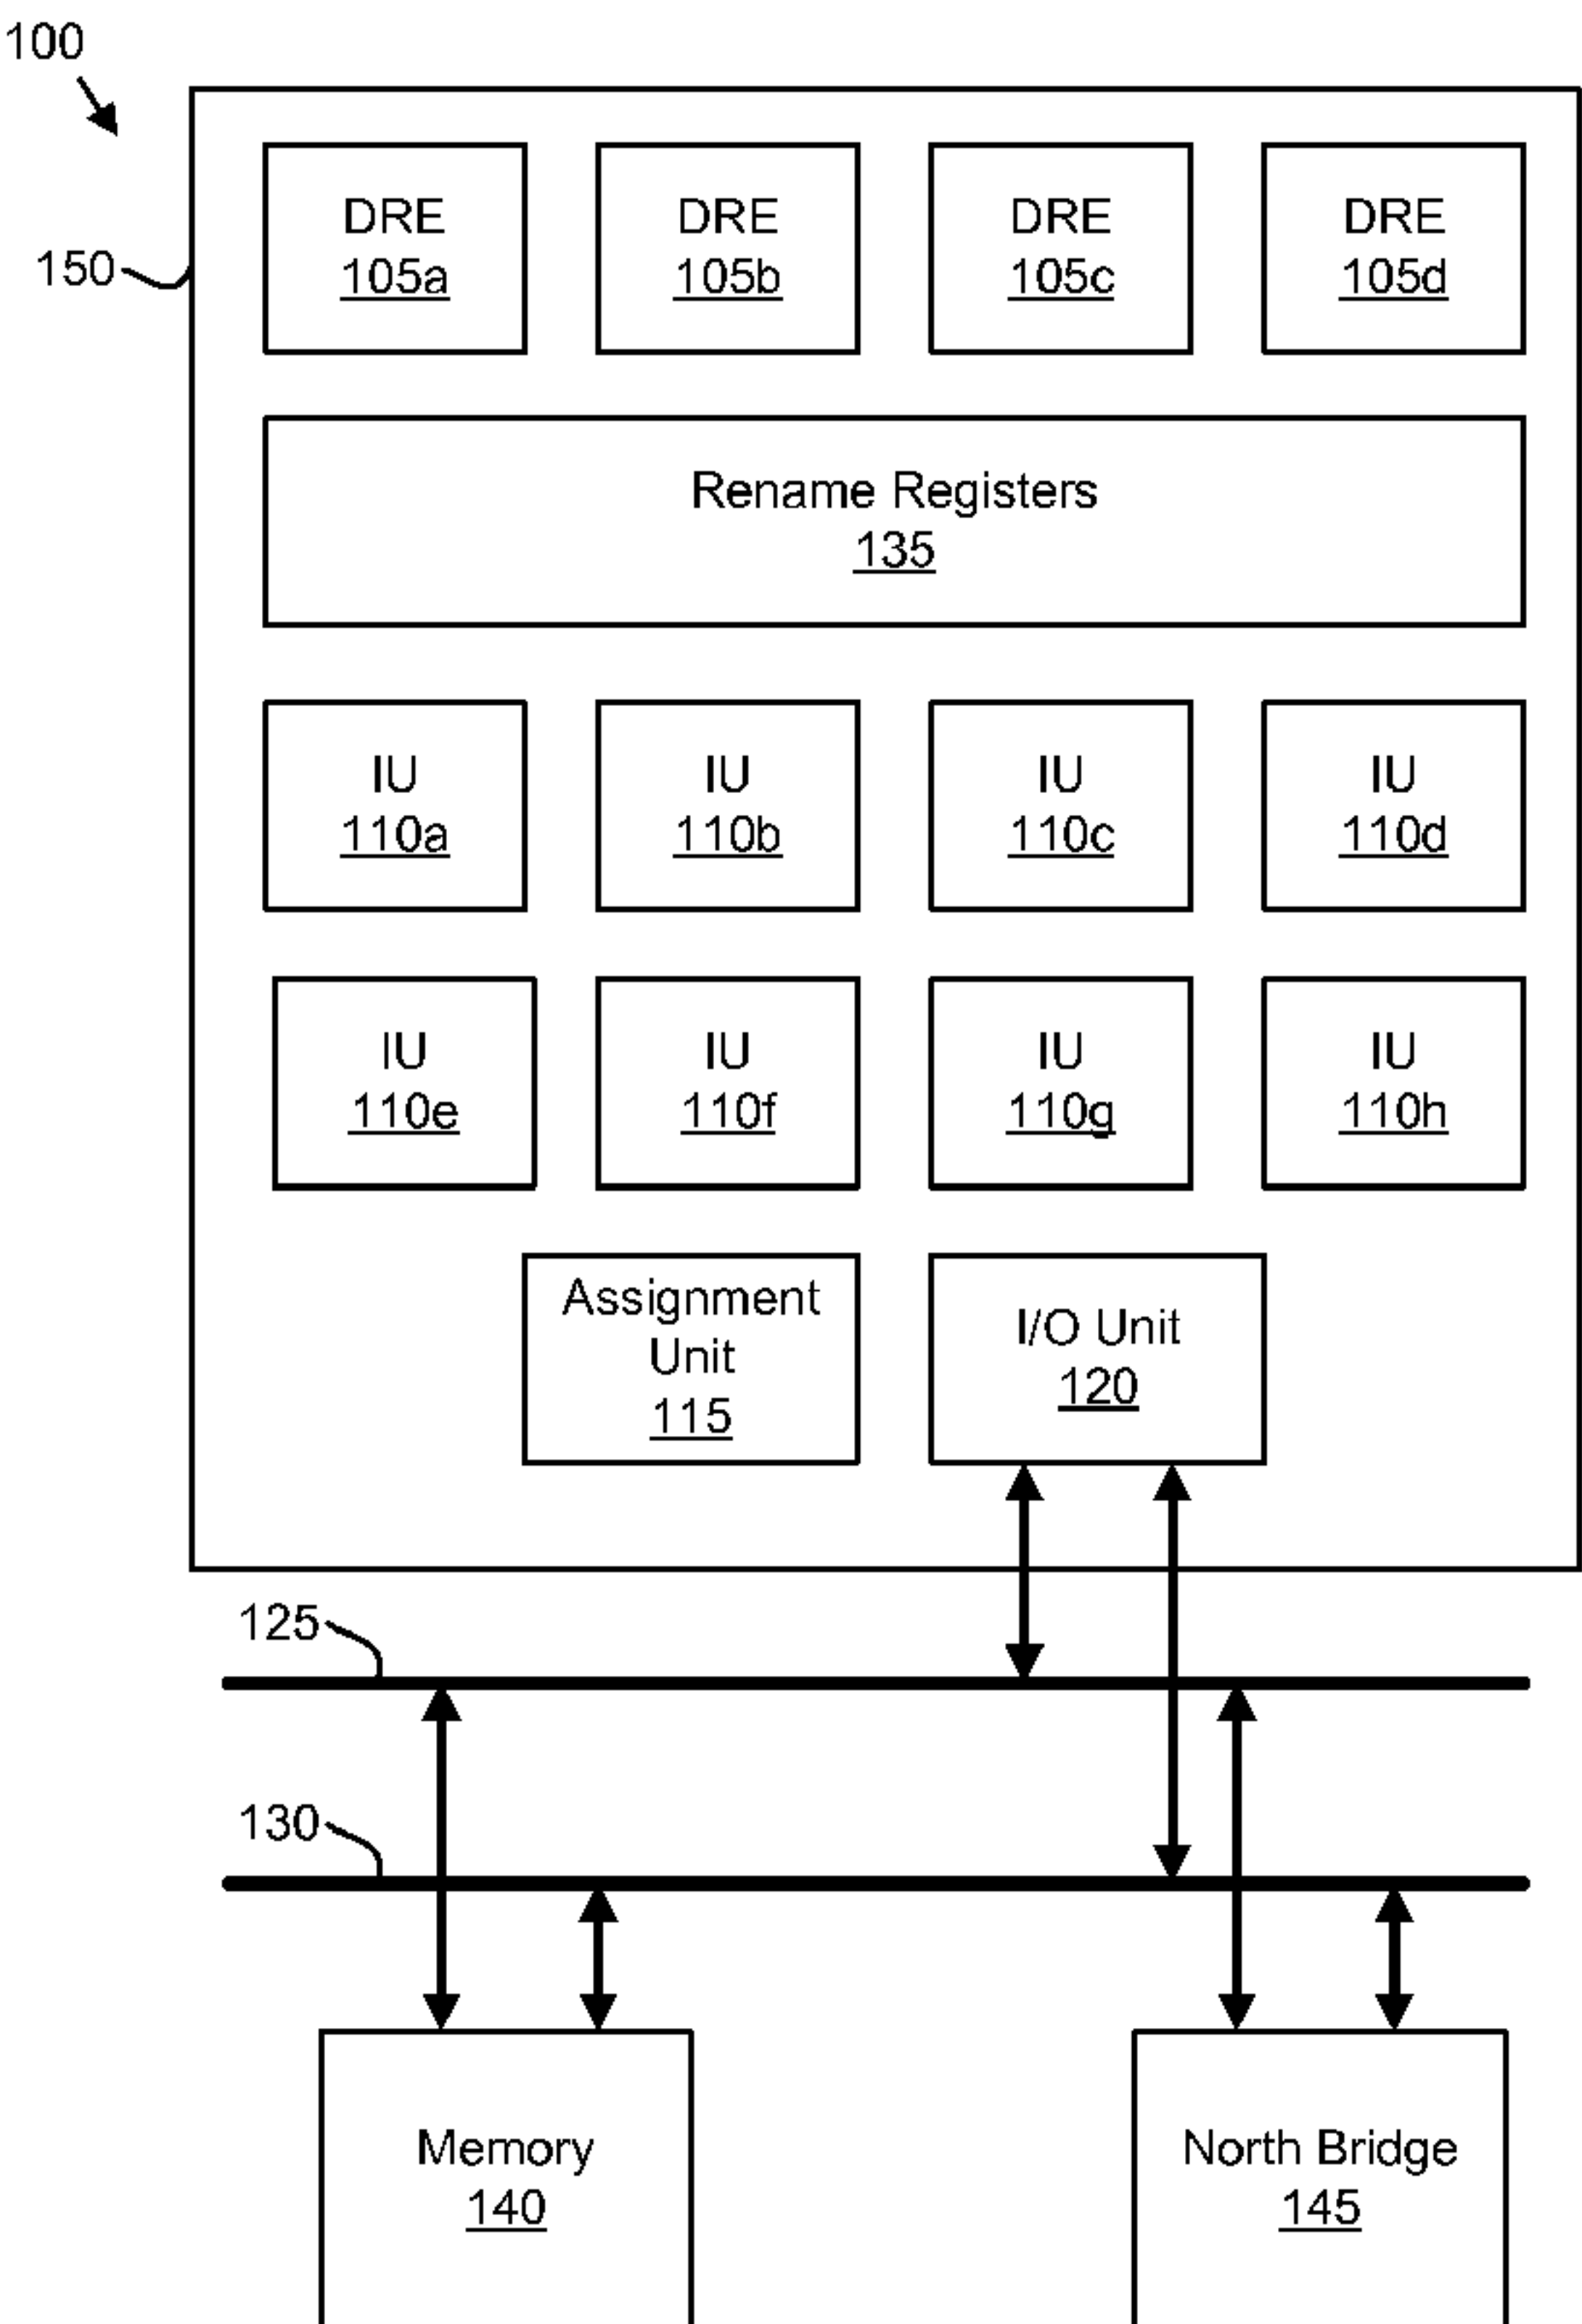 100
DRE
105a
DRE
105b
DRE
105c
DRE
105d
150
Rename Registers
135
IU
110a
IU
110b
IU
110c
IU
110d
IU
110e
IU
110f
IU
110g
IU
110h
Assignment
Unit
115
I/O Unit
120
125
130
Memory
140
North Bridge
145